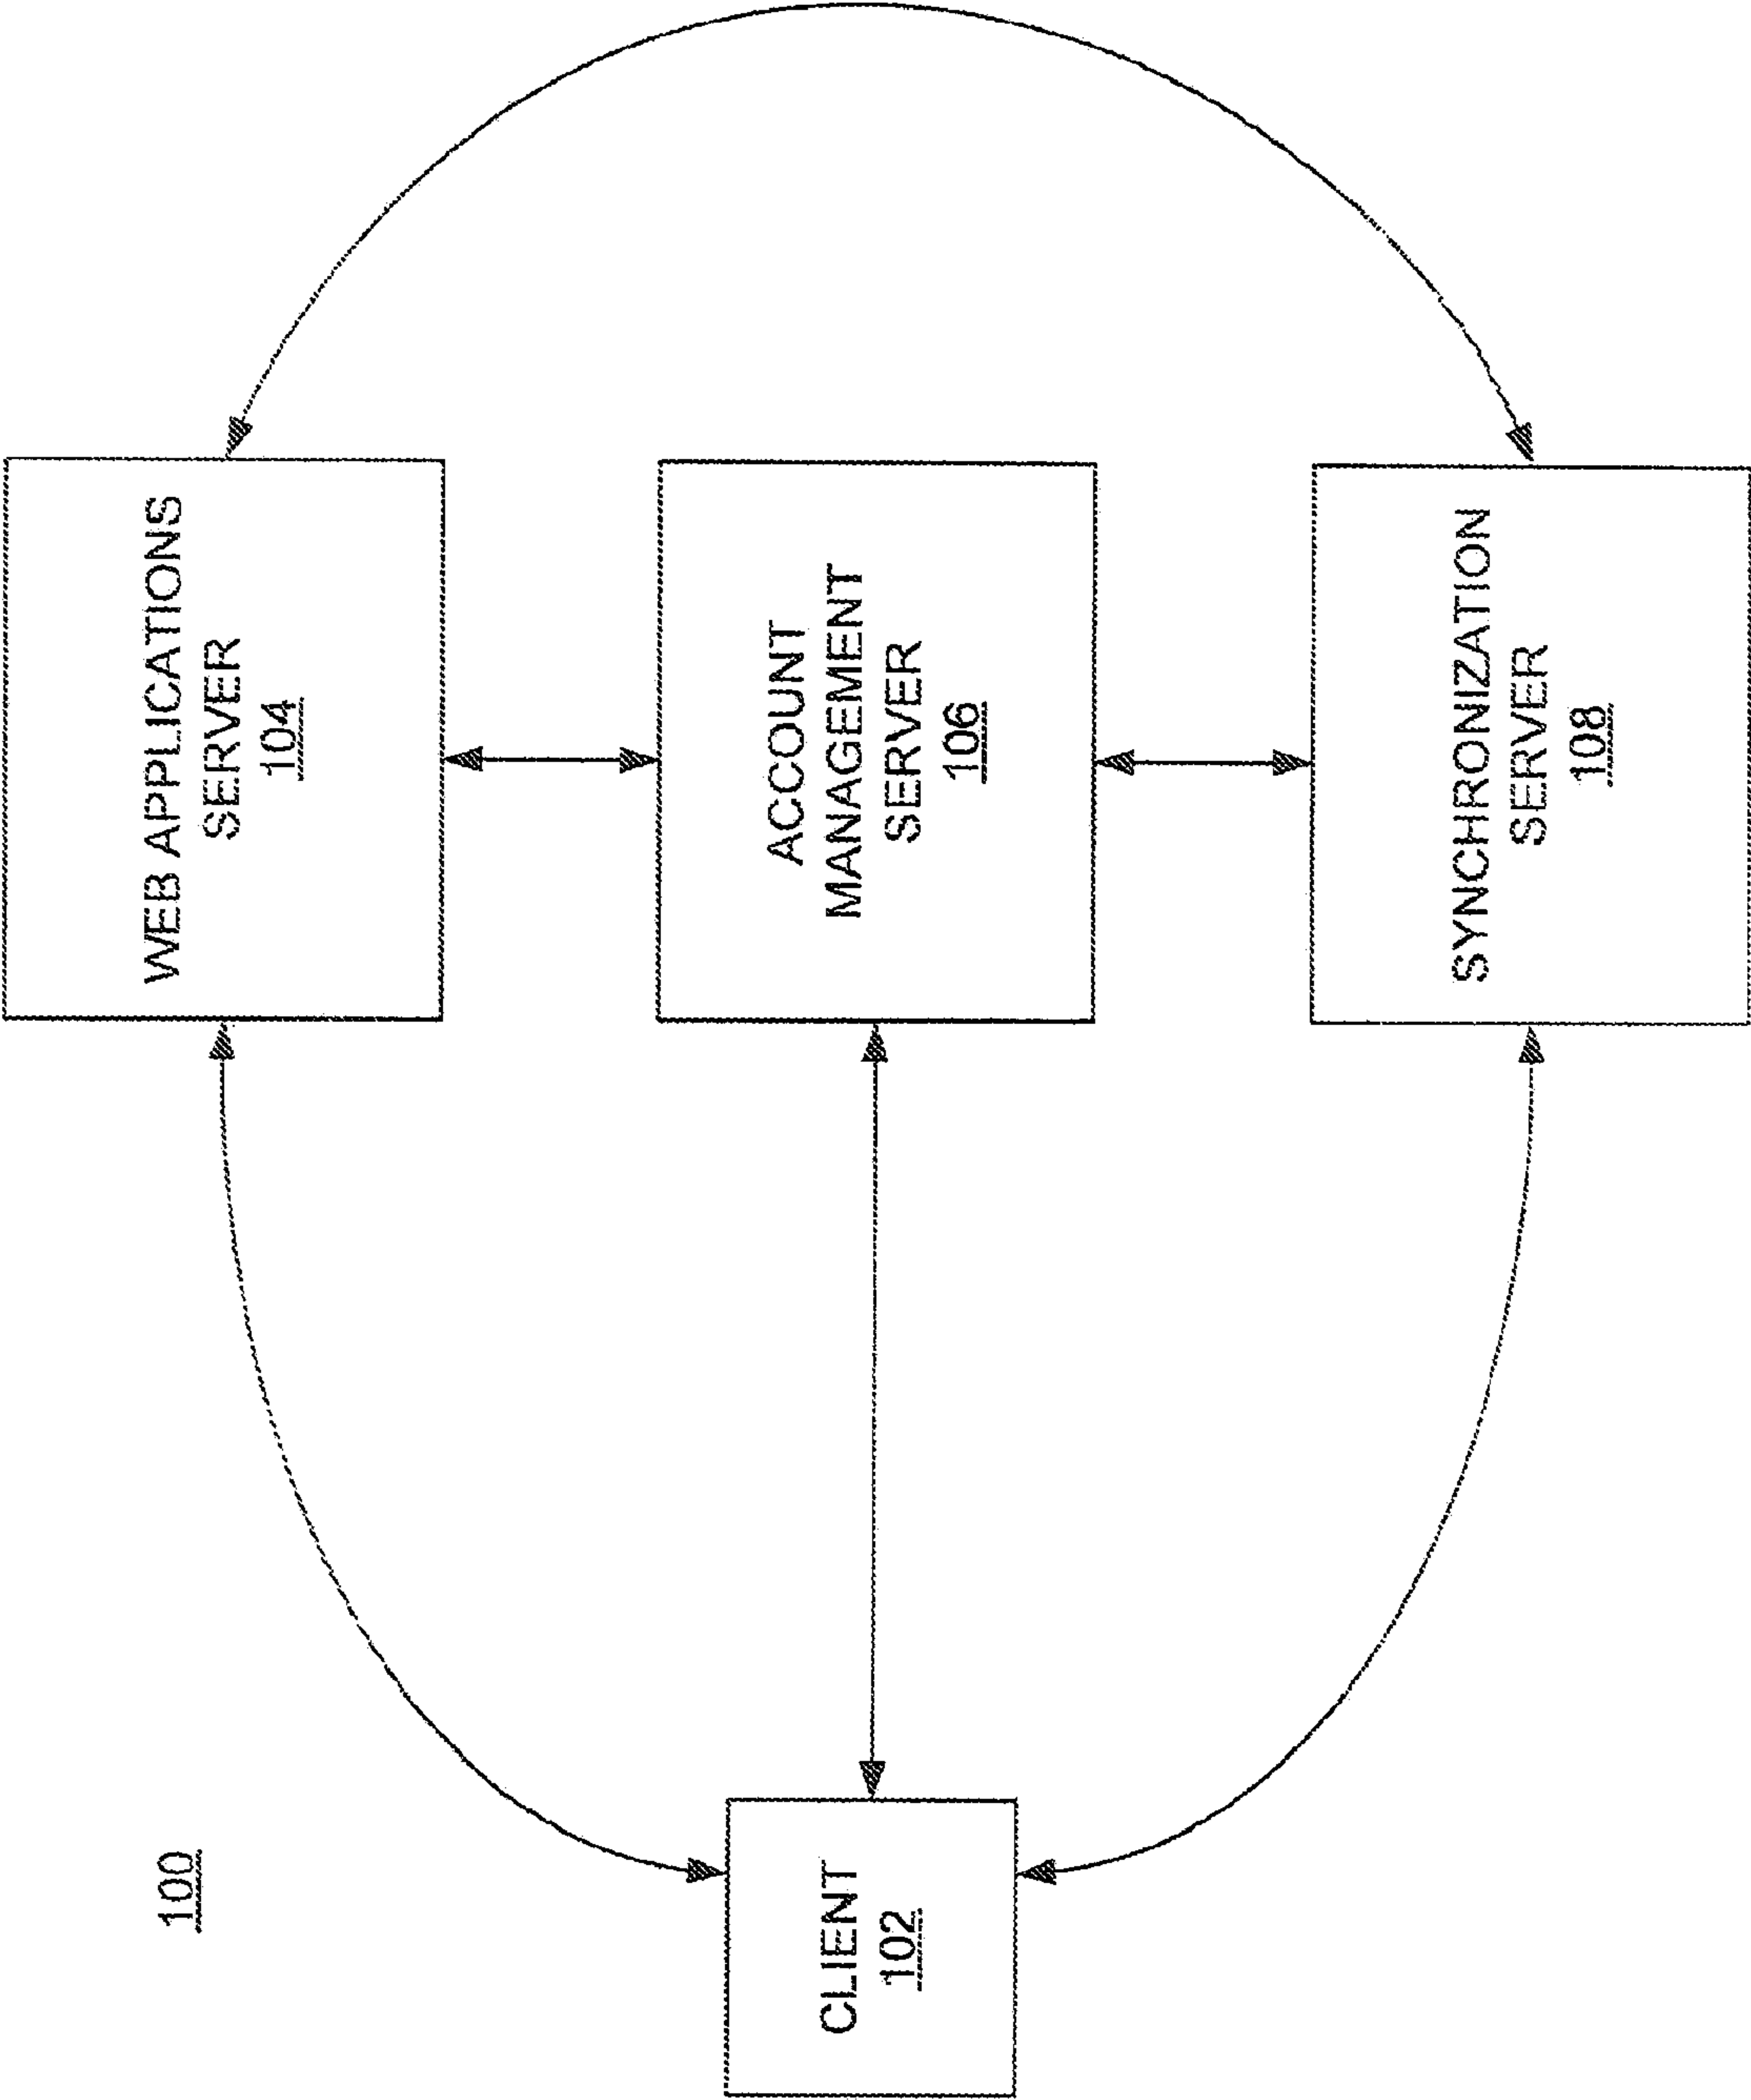 100
CLIENT
102
WEB APPLICATIONS
SERVER
104
ACCOUNT
MANAGEMENT
SERVER
106
SYNCHRONIZATION
SERVER
108